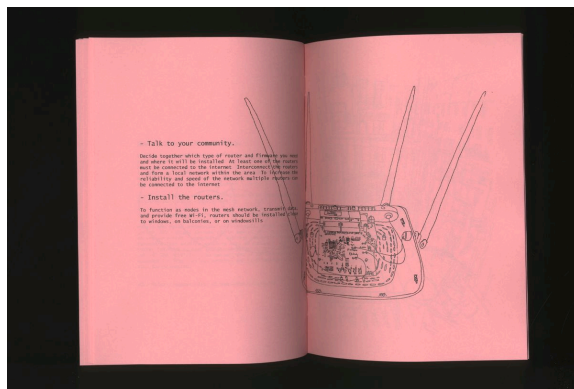 - Talk to your community.
Decide together which type of router and Firmware you need
and where it will be installed. At least one of the routers
must be connected to the internet. Interconnect the routers
and form a local network within the area. To increase the
reliability and speed of the network multiple routers can
be connected to the internet
- Install the routers.
To function as nodes in the mesh network, transmit data,
and provide free Wi-Fi, routers should be installed close
to windows, on balconies, or on windowsills